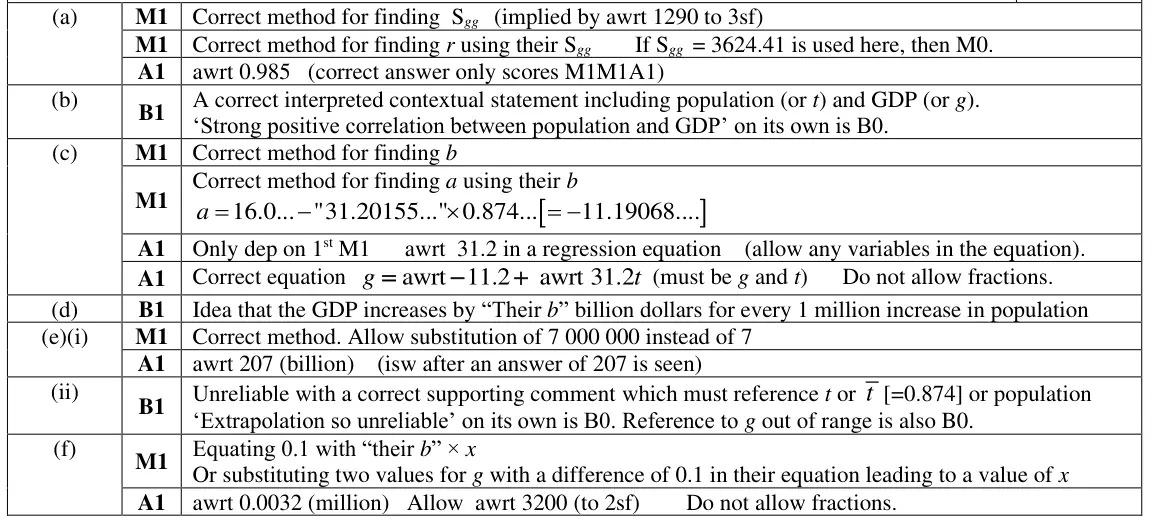 (a) M1 Correct method for finding S_gg (implied by awrt 1290 to 3sf)
M1 Correct method for finding r using their S_gg If S_gg = 3624.41 is used here, then M0.
A1 awrt 0.985 (correct answer only scores M1M1A1)
(b) B1 A correct interpreted contextual statement including population (or t) and GDP (or g).
‘Strong positive correlation between population and GDP’ on its own is B0.
(c) M1 Correct method for finding b
M1 Correct method for finding a using their b
a = 16.0... − "31.20155..." × 0.874... [= −11.19068....]
A1 Only dep on 1st M1 awrt 31.2 in a regression equation (allow any variables in the equation).
A1 Correct equation g = awrt −11.2 + awrt 31.2t (must be g and t) Do not allow fractions.
(d) B1 Idea that the GDP increases by “Their b” billion dollars for every 1 million increase in population
(e)(i) M1 Correct method. Allow substitution of 7 000 000 instead of 7
A1 awrt 207 (billion) (isw after an answer of 207 is seen)
(ii) B1 Unreliable with a correct supporting comment which must reference t or t̅ [=0.874] or population
‘Extrapolation so unreliable’ on its own is B0. Reference to g out of range is also B0.
(f) M1 Equating 0.1 with “their b” × x
Or substituting two values for g with a difference of 0.1 in their equation leading to a value of x
A1 awrt 0.0032 (million) Allow awrt 3200 (to 2sf) Do not allow fractions.